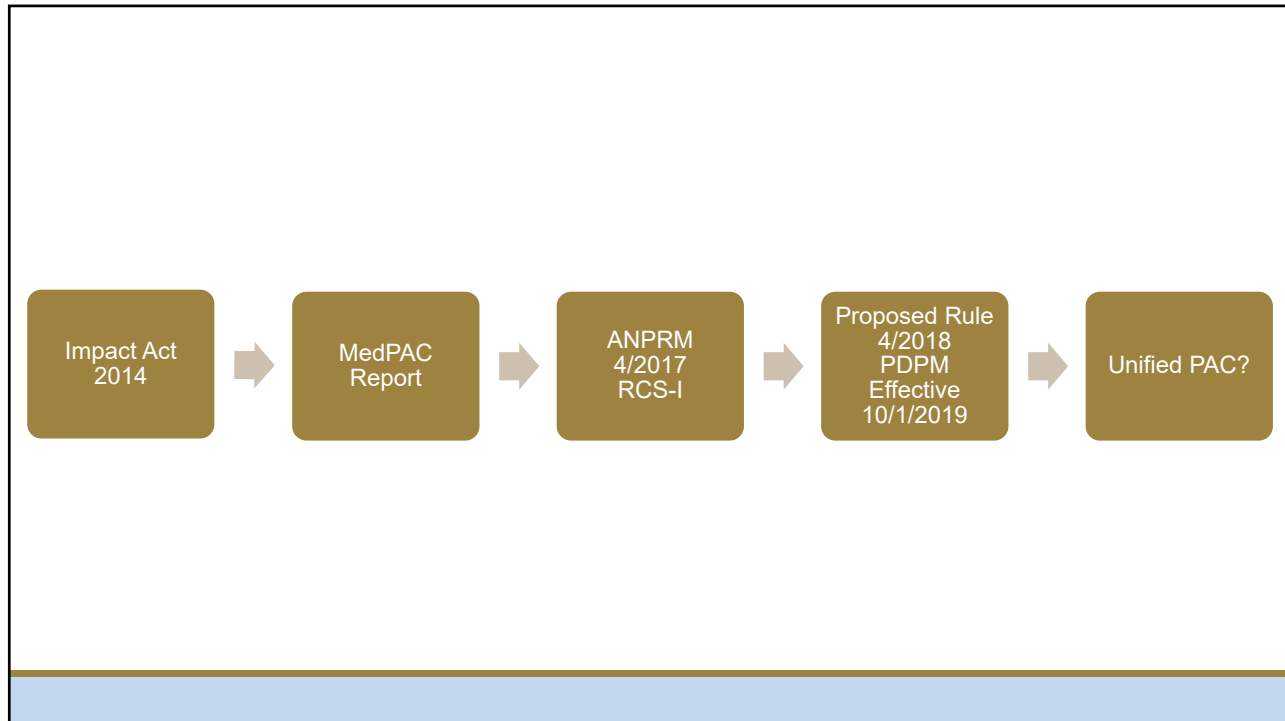 Impact Act
2014
MedPAC
Report
ANPRM
4/2017
RCS-I
Proposed Rule
4/2018
PDPM
Effective
10/1/2019
Unified PAC?